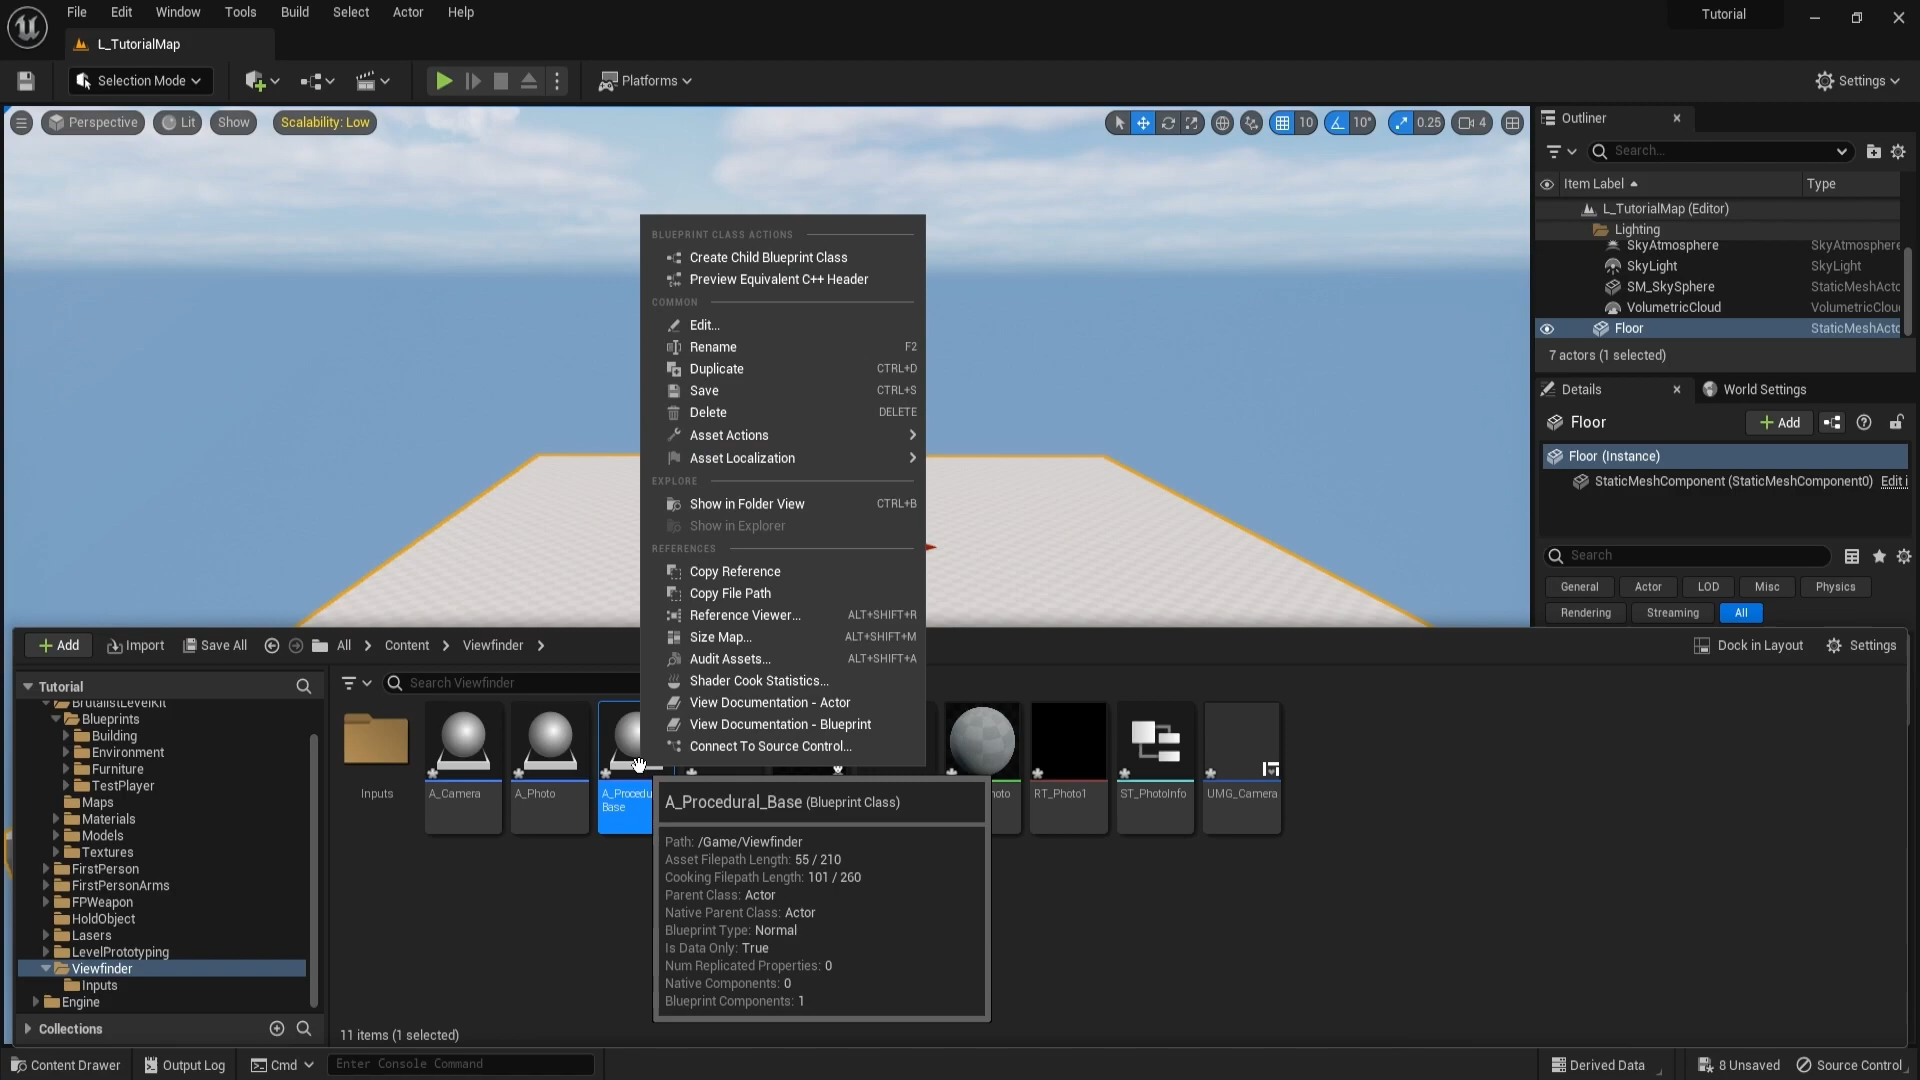 File Edit Window Tools Build Select Actor Help
Tutorial
L_TutorialMap
Selection Mode
Platforms
Settings
Perspective Lit Show Scalability: Low
10 10° 0.25 4
Outliner
Search...
Item Label Type
L_TutorialMap (Editor)
Lighting
SkyAtmosphere SkyAtmosphere
SkyLight SkyLight
SM_SkySphere StaticMeshActo
VolumetricCloud VolumetricClou
Floor StaticMeshActo
7 actors (1 selected)
Details World Settings
Floor Add
Floor (Instance)
StaticMeshComponent (StaticMeshComponent0) Edit i
Search
General Actor LOD Misc Physics
Rendering Streaming All
BLUEPRINT CLASS ACTIONS
Create Child Blueprint Class
Preview Equivalent C++ Header
COMMON
Edit...
Rename F2
Duplicate CTRL+D
Save CTRL+S
Delete DELETE
Asset Actions
Asset Localization
EXPLORE
Show in Folder View CTRL+B
Show in Explorer
REFERENCES
Copy Reference
Copy File Path
Reference Viewer... ALT+SHIFT+R
Size Map... ALT+SHIFT+M
Audit Assets... ALT+SHIFT+A
Shader Cook Statistics...
View Documentation - Actor
View Documentation - Blueprint
Connect To Source Control...
Add Import Save All All Content Viewfinder
Dock in Layout Settings
Tutorial
Search Viewfinder
BrutalistLevelKit
Blueprints
Building
Environment
Furniture
TestPlayer
Maps
Materials
Models
Textures
FirstPerson
FirstPersonArms
FPWeapon
HoldObject
Lasers
LevelPrototyping
Viewfinder
Inputs
Engine
Collections
Inputs A_Camera A_Photo A_Procedu
Base
oto RT_Photo1 ST_PhotoInfo UMG_Camera
A_Procedural_Base (Blueprint Class)
Path: /Game/Viewfinder
Asset Filepath Length: 55 / 210
Cooking Filepath Length: 101 / 260
Parent Class: Actor
Native Parent Class: Actor
Blueprint Type: Normal
Is Data Only: True
Num Replicated Properties: 0
Native Components: 0
Blueprint Components: 1
11 items (1 selected)
Content Drawer Output Log Cmd Enter Console Command
Derived Data 8 Unsaved Source Control